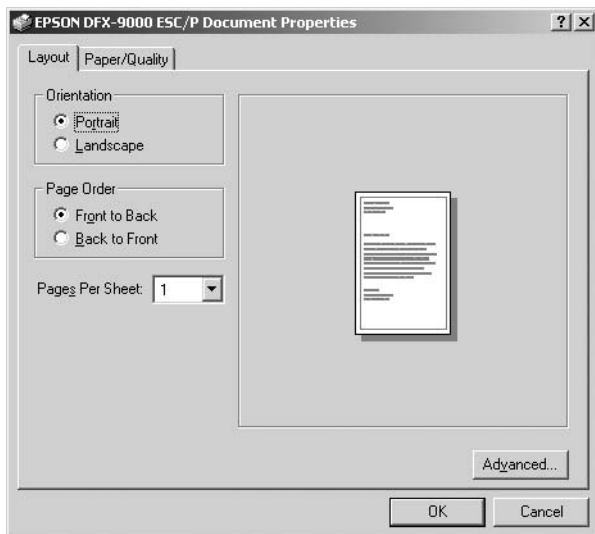 EPSON DFX-9000 ESC/P Document Properties
Layout
Paper/Quality
Orientation
Portrait
Landscape
Page Order
Front to Back
Back to Front
Pages Per Sheet: 1
Advanced...
OK
Cancel